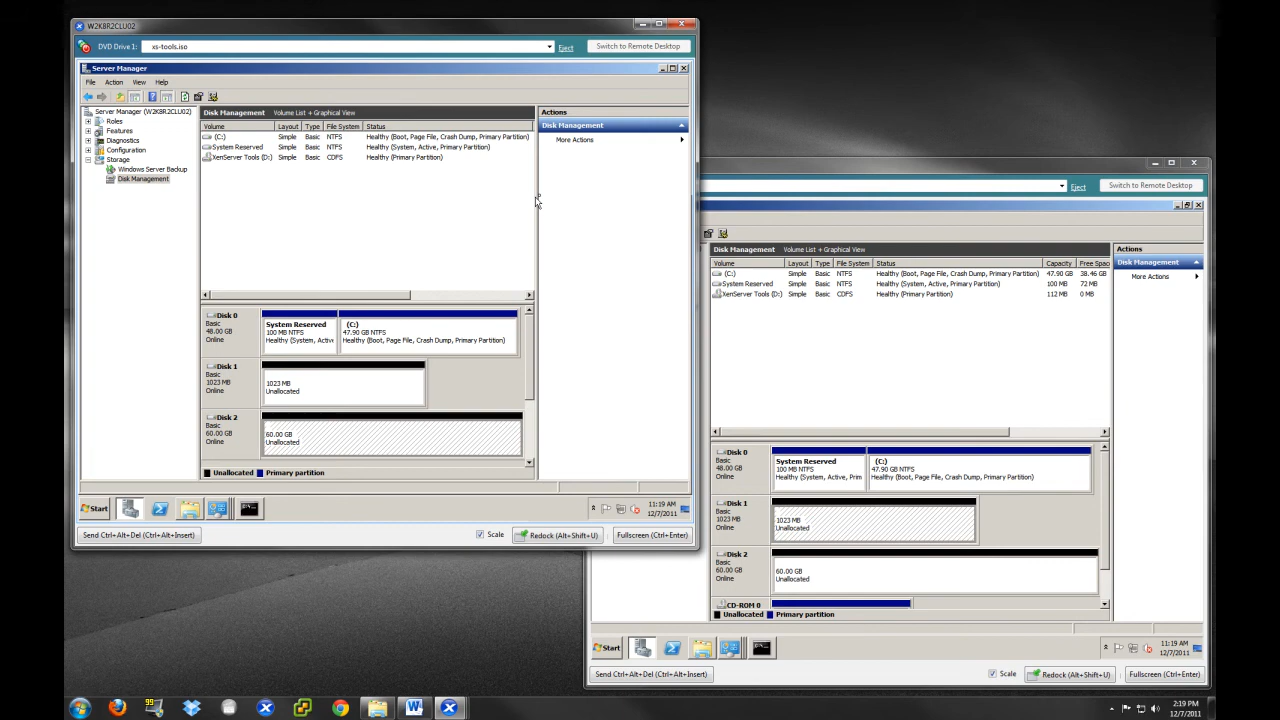 W2K8R2CLU02
DVD Drive 1: xs-tools.iso Eject Switch to Remote Desktop
Server Manager
File Action View Help
Server Manager (W2K8R2CLU02)
Roles
Features
Diagnostics
Configuration
Storage
Windows Server Backup
Disk Management
Disk Management Volume List + Graphical View
Volume Layout Type File System Status
(C:) Simple Basic NTFS Healthy (Boot, Page File, Crash Dump, Primary Partition)
System Reserved Simple Basic NTFS Healthy (System, Active, Primary Partition)
XenServer Tools (D:) Simple Basic CDFS Healthy (Primary Partition)
Actions
Disk Management
More Actions
Disk 0
Basic
48.00 GB
Online
System Reserved
100 MB NTFS
Healthy (System, Active
(C:)
47.90 GB NTFS
Healthy (Boot, Page File, Crash Dump, Primary Partition)
Disk 1
Basic
1023 MB
Online
1023 MB
Unallocated
Disk 2
Basic
60.00 GB
Online
60.00 GB
Unallocated
Unallocated Primary partition
Start
11:19 AM
12/7/2011
Send Ctrl+Alt+Del (Ctrl+Alt+Insert) Scale Redock (Alt+Shift+U) Fullscreen (Ctrl+Enter)
Eject Switch to Remote Desktop
Disk Management Volume List + Graphical View
Volume Layout Type File System Status Capacity Free Spac
(C:) Simple Basic NTFS Healthy (Boot, Page File, Crash Dump, Primary Partition) 47.90 GB 38.46 GB
System Reserved Simple Basic NTFS Healthy (System, Active, Primary Partition) 100 MB 72 MB
XenServer Tools (D:) Simple Basic CDFS Healthy (Primary Partition) 112 MB 0 MB
Actions
Disk Management
More Actions
Disk 0
Basic
48.00 GB
Online
System Reserved
100 MB NTFS
Healthy (System, Active, Prim
(C:)
47.90 GB NTFS
Healthy (Boot, Page File, Crash Dump, Primary Partition)
Disk 1
Basic
1023 MB
Online
1023 MB
Unallocated
Disk 2
Basic
60.00 GB
Online
60.00 GB
Unallocated
CD-ROM 0
Unallocated Primary partition
Start
11:19 AM
12/7/2011
Send Ctrl+Alt+Del (Ctrl+Alt+Insert) Scale Redock (Alt+Shift+U) Fullscreen (Ctrl+Enter)
99
2:19 PM
12/7/2011